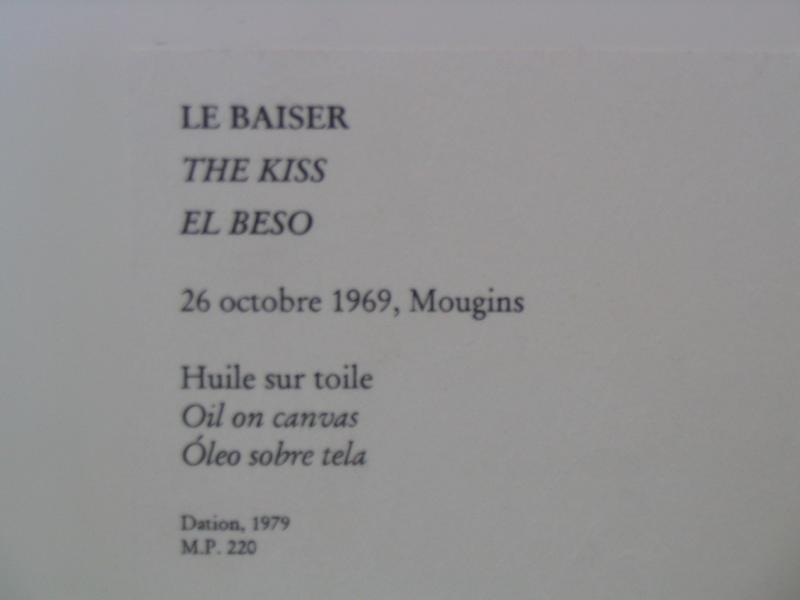 LE BAISER
THE KISS
EL BESO
26 octobre 1969, Mougins
Huile sur toile
Oil on canvas
Óleo sobre tela
Dation, 1979
M.P. 220